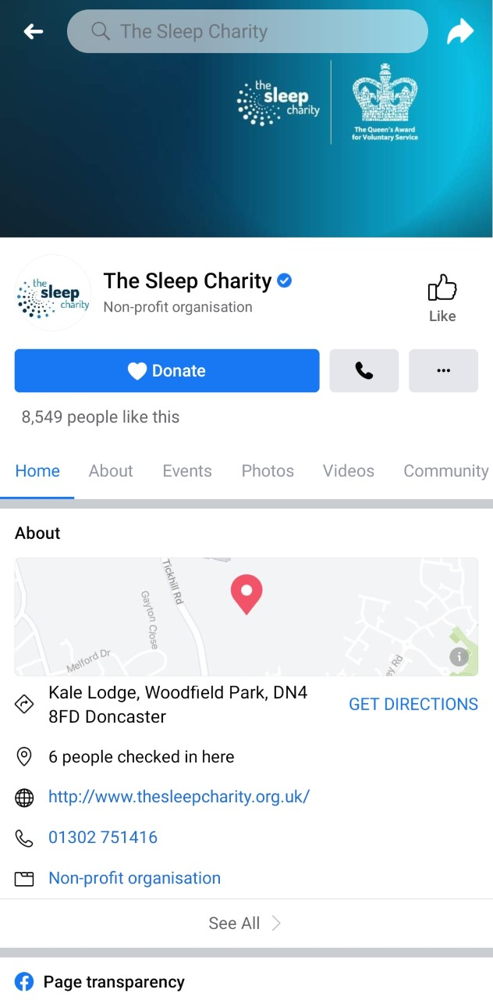 The Sleep Charity
the
sleep
charity
The Queen's Award
for Voluntary Service
the
sleep
charity
The Sleep Charity
Non-profit organisation
Like
Donate
8,549 people like this
Home About Events Photos Videos Community
About
Tickhill Rd
Gayton Close
Melford Dr
ey Rd
Kale Lodge, Woodfield Park, DN4
8FD Doncaster
GET DIRECTIONS
6 people checked in here
http://www.thesleepcharity.org.uk/
01302 751416
Non-profit organisation
See All
Page transparency